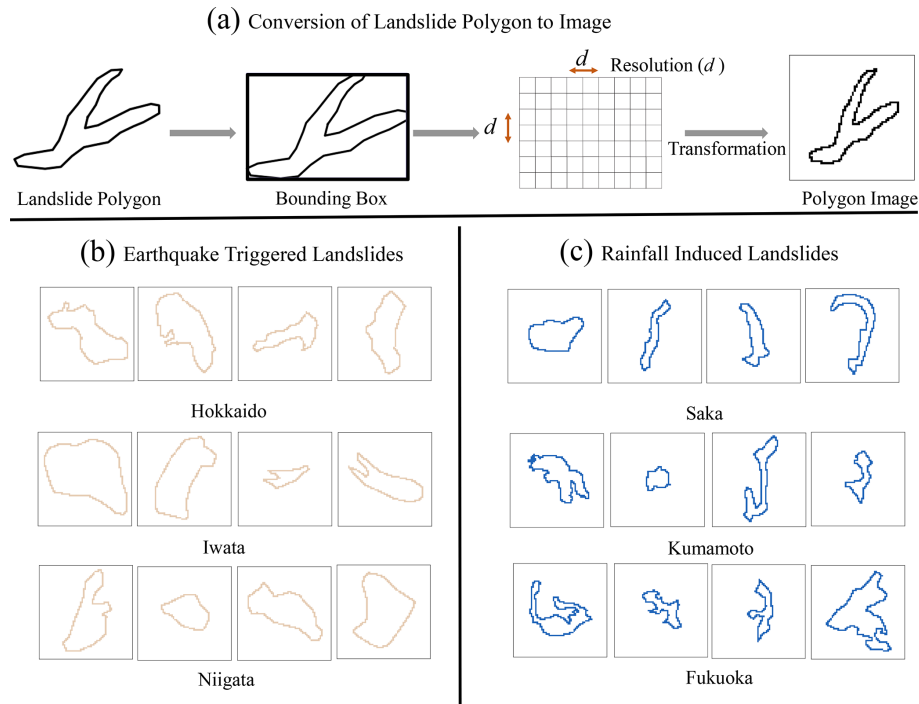 (a) Conversion of Landslide Polygon to Image
d
Resolution (d)
d
Transformation
Landslide Polygon
Bounding Box
Polygon Image
(b) Earthquake Triggered Landslides
Hokkaido
Iwata
Niigata
(c) Rainfall Induced Landslides
Saka
Kumamoto
Fukuoka